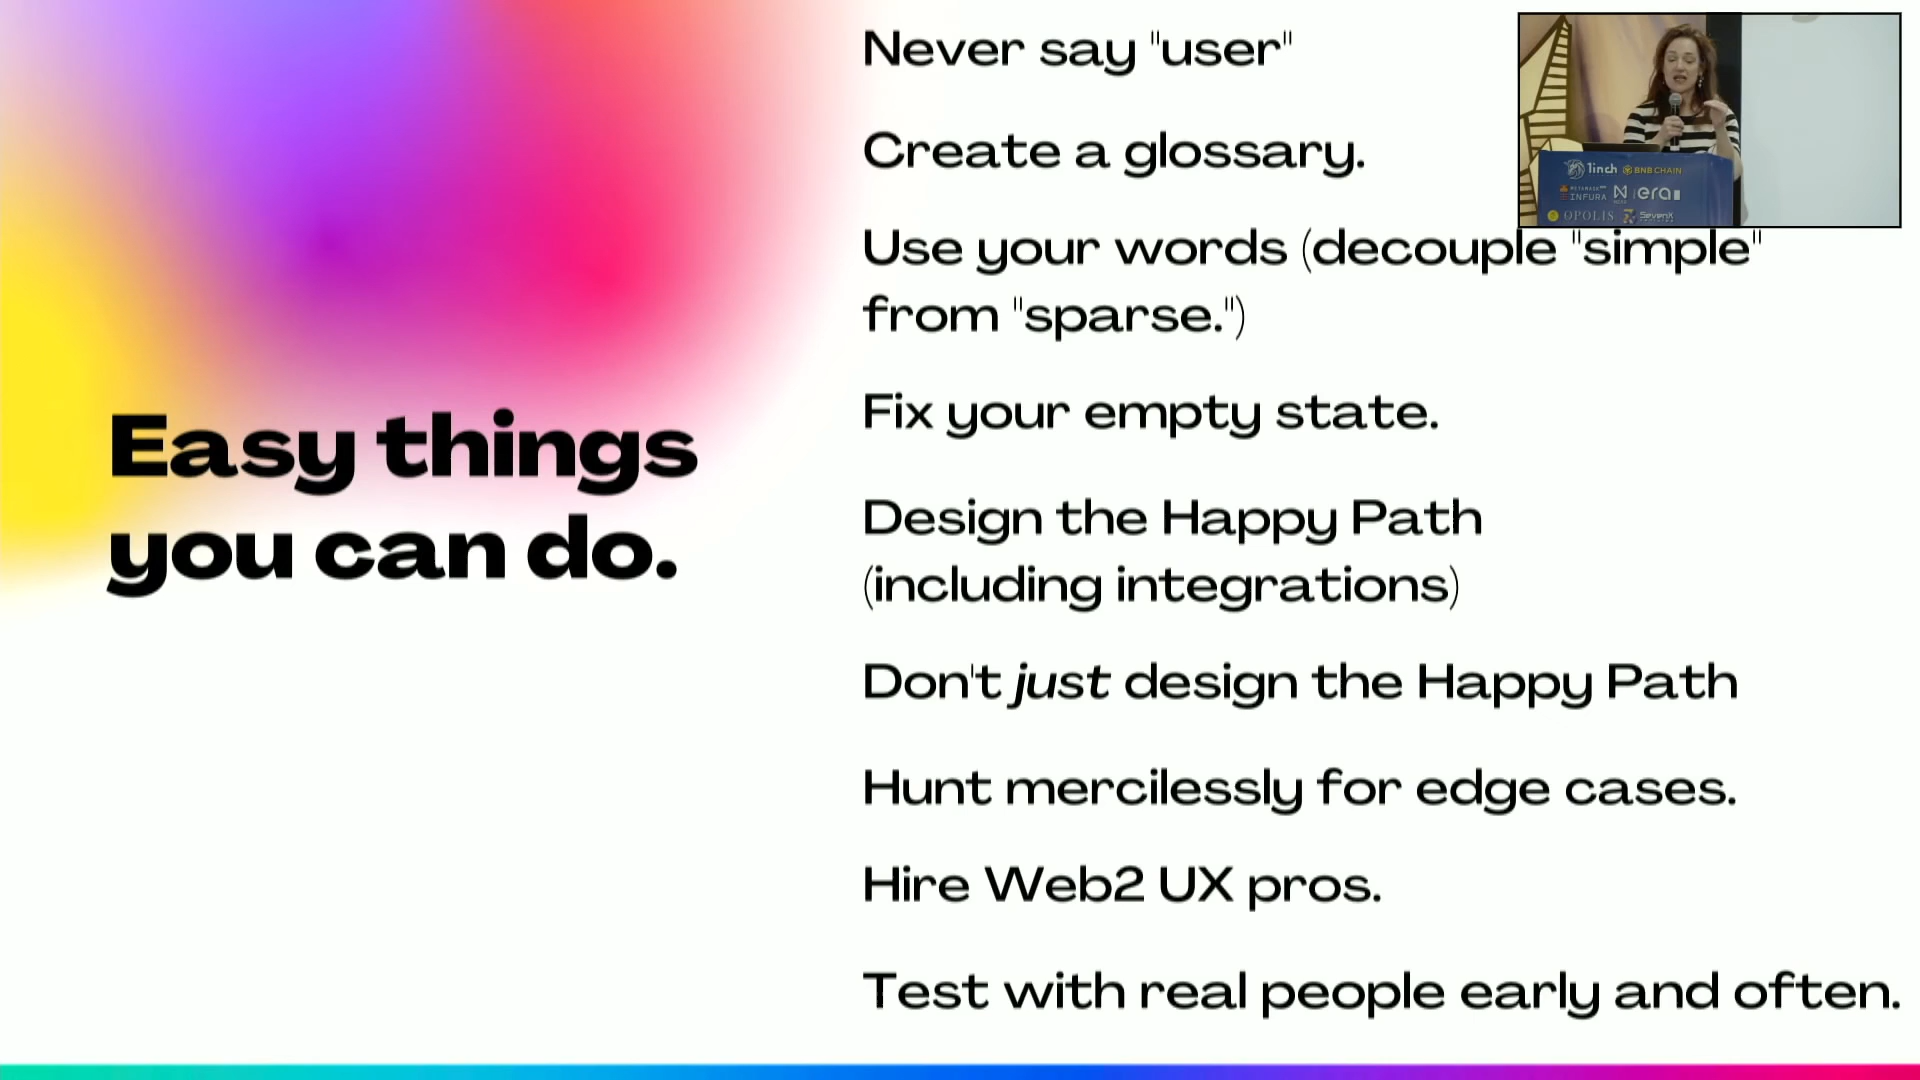 Easy things
you can do.
Never say "user"
Create a glossary.
Use your words (decouple "simple"
from "sparse.")
Fix your empty state.
Design the Happy Path
(including integrations)
Don't just design the Happy Path
Hunt mercilessly for edge cases.
Hire Web2 UX pros.
Test with real people early and often.
1inch BNB CHAIN
INFURA era
OPOLIS SevenX